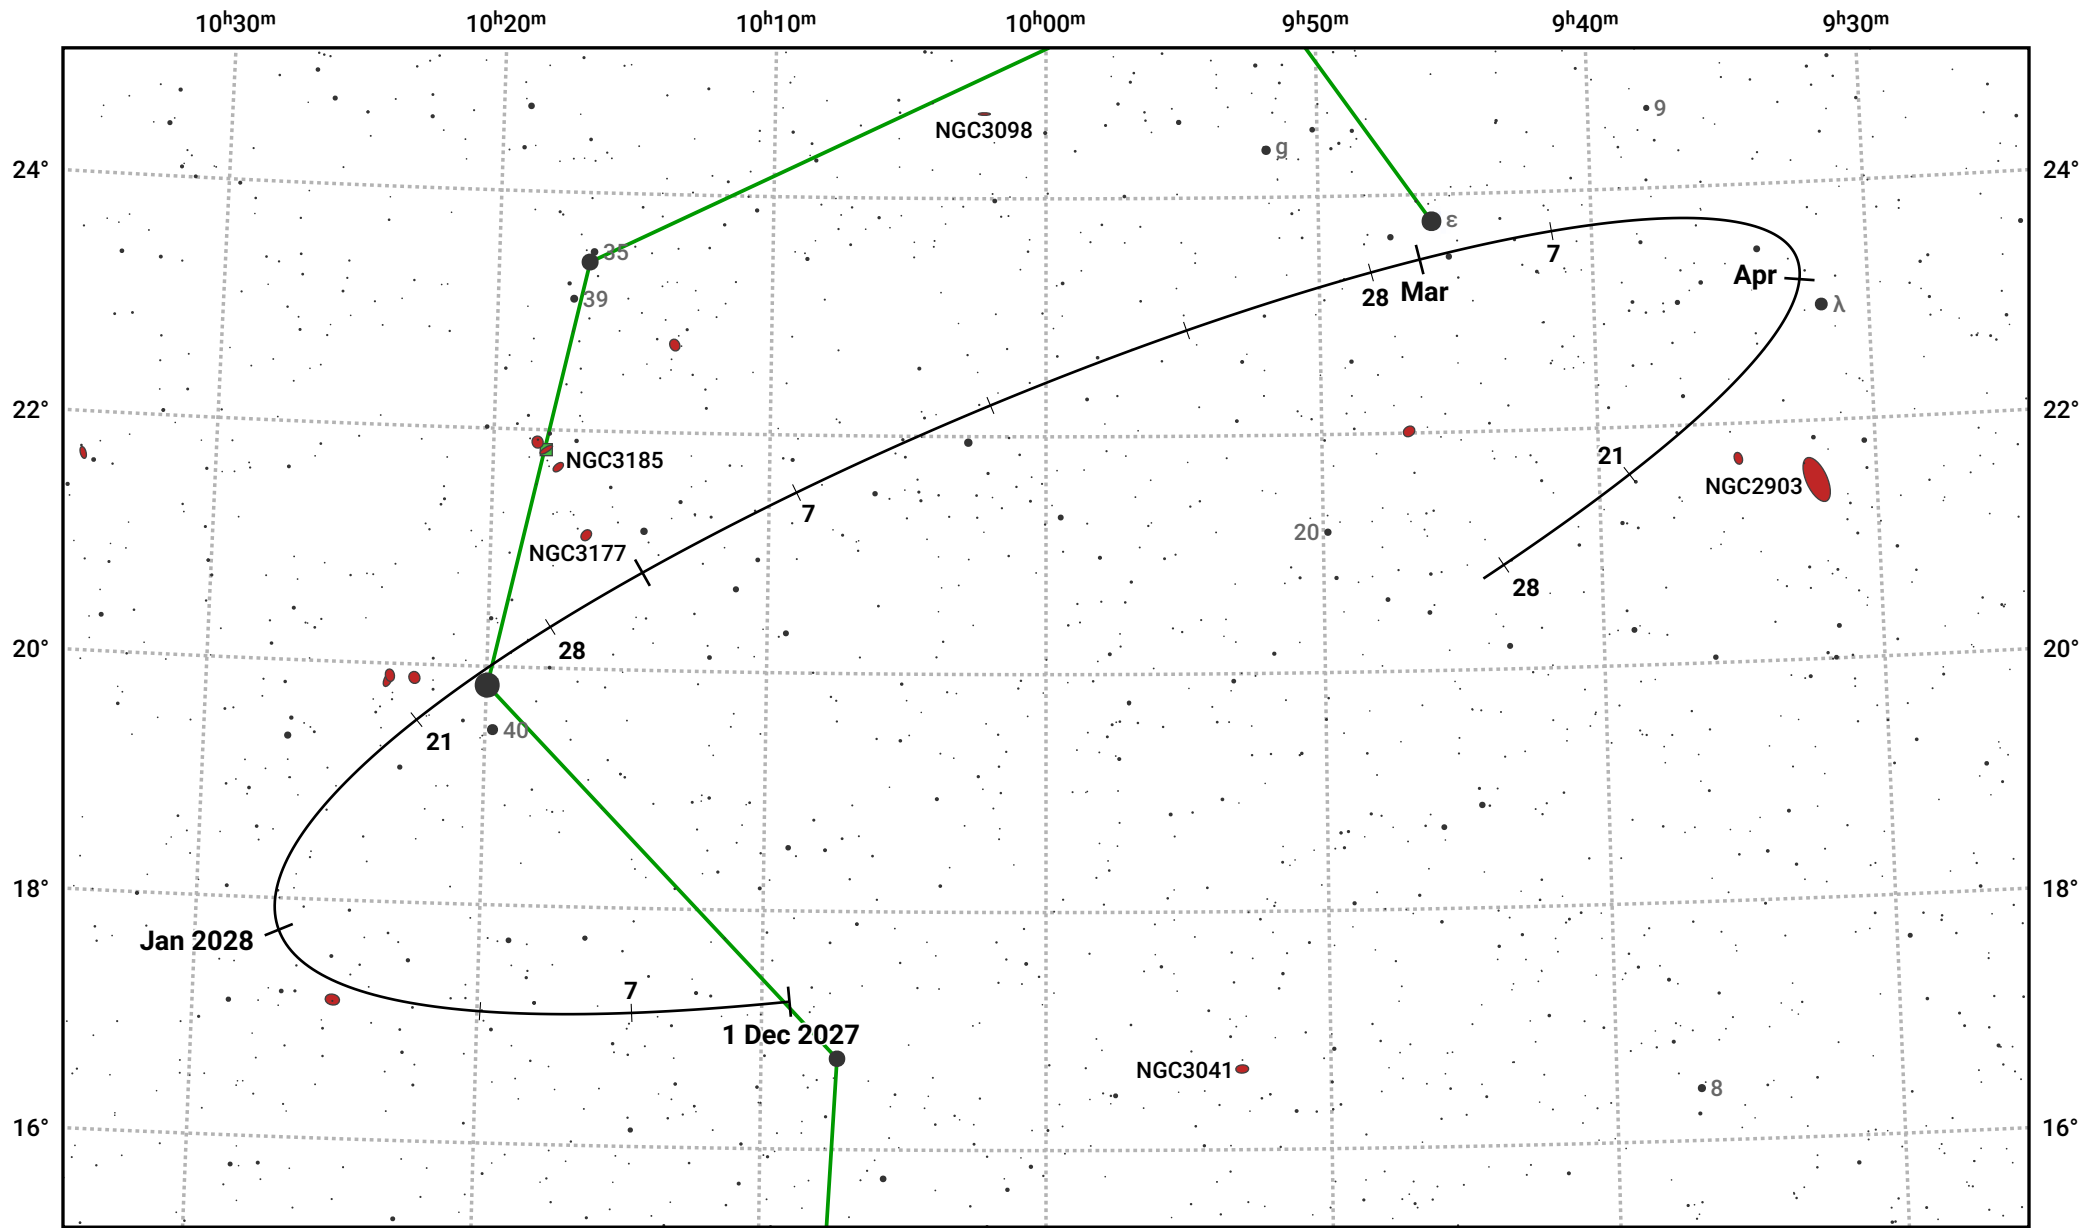 10h30m 10h20m 10h10m 10h00m 9h50m 9h40m 9h30m
9
NGC3098
g
24° 24°
ε
35
7
Apr
39
28 Mar
λ
22° 22°
NGC3185
21
NGC2903
7
20
NGC3177
28
20° 28 20°
40
21
18° 18°
Jan 2028
7
1 Dec 2027
NGC3041
8
16° 16°